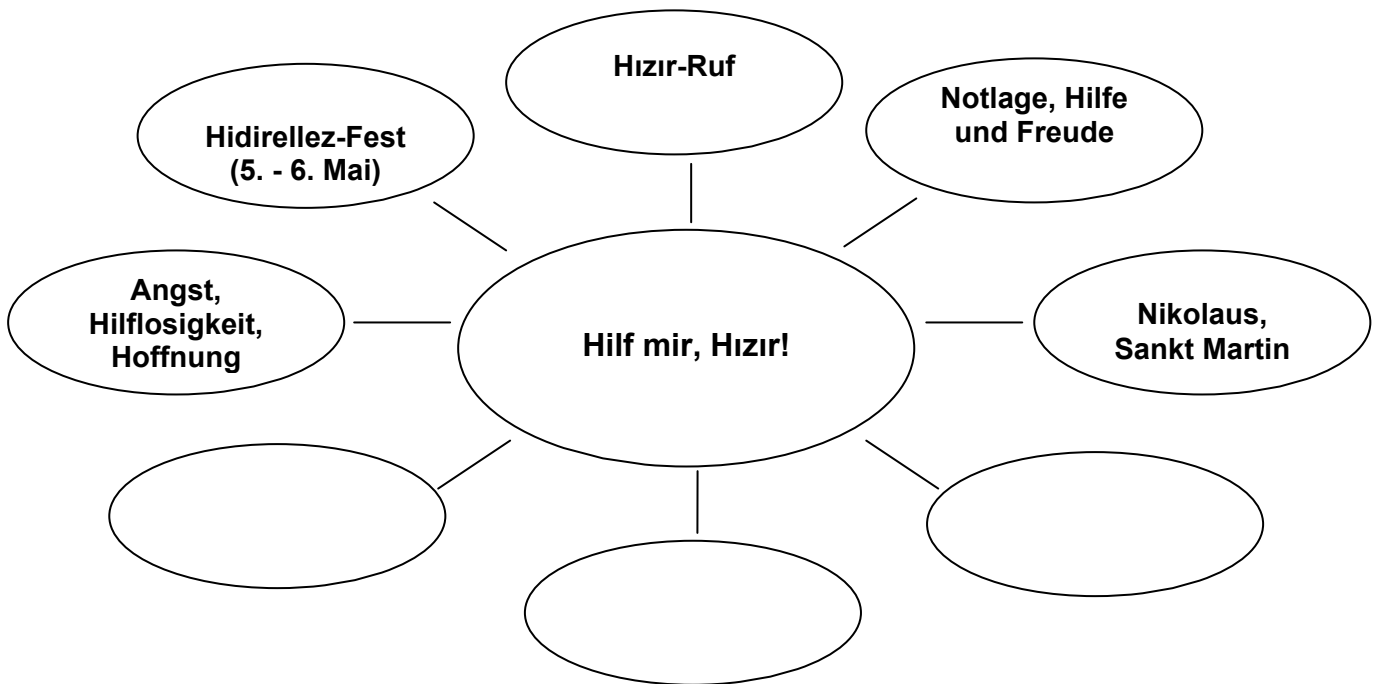 Hızır-Ruf
Notlage, Hilfe
und Freude
Hidirellez-Fest
(5. - 6. Mai)
Angst,
Hilflosigkeit,
Hoffnung
Hilf mir, Hızır!
Nikolaus,
Sankt Martin